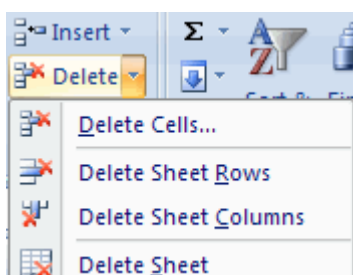 Insert Σ A
Z
Delete
Delete Cells...
Delete Sheet Rows
Delete Sheet Columns
Delete Sheet